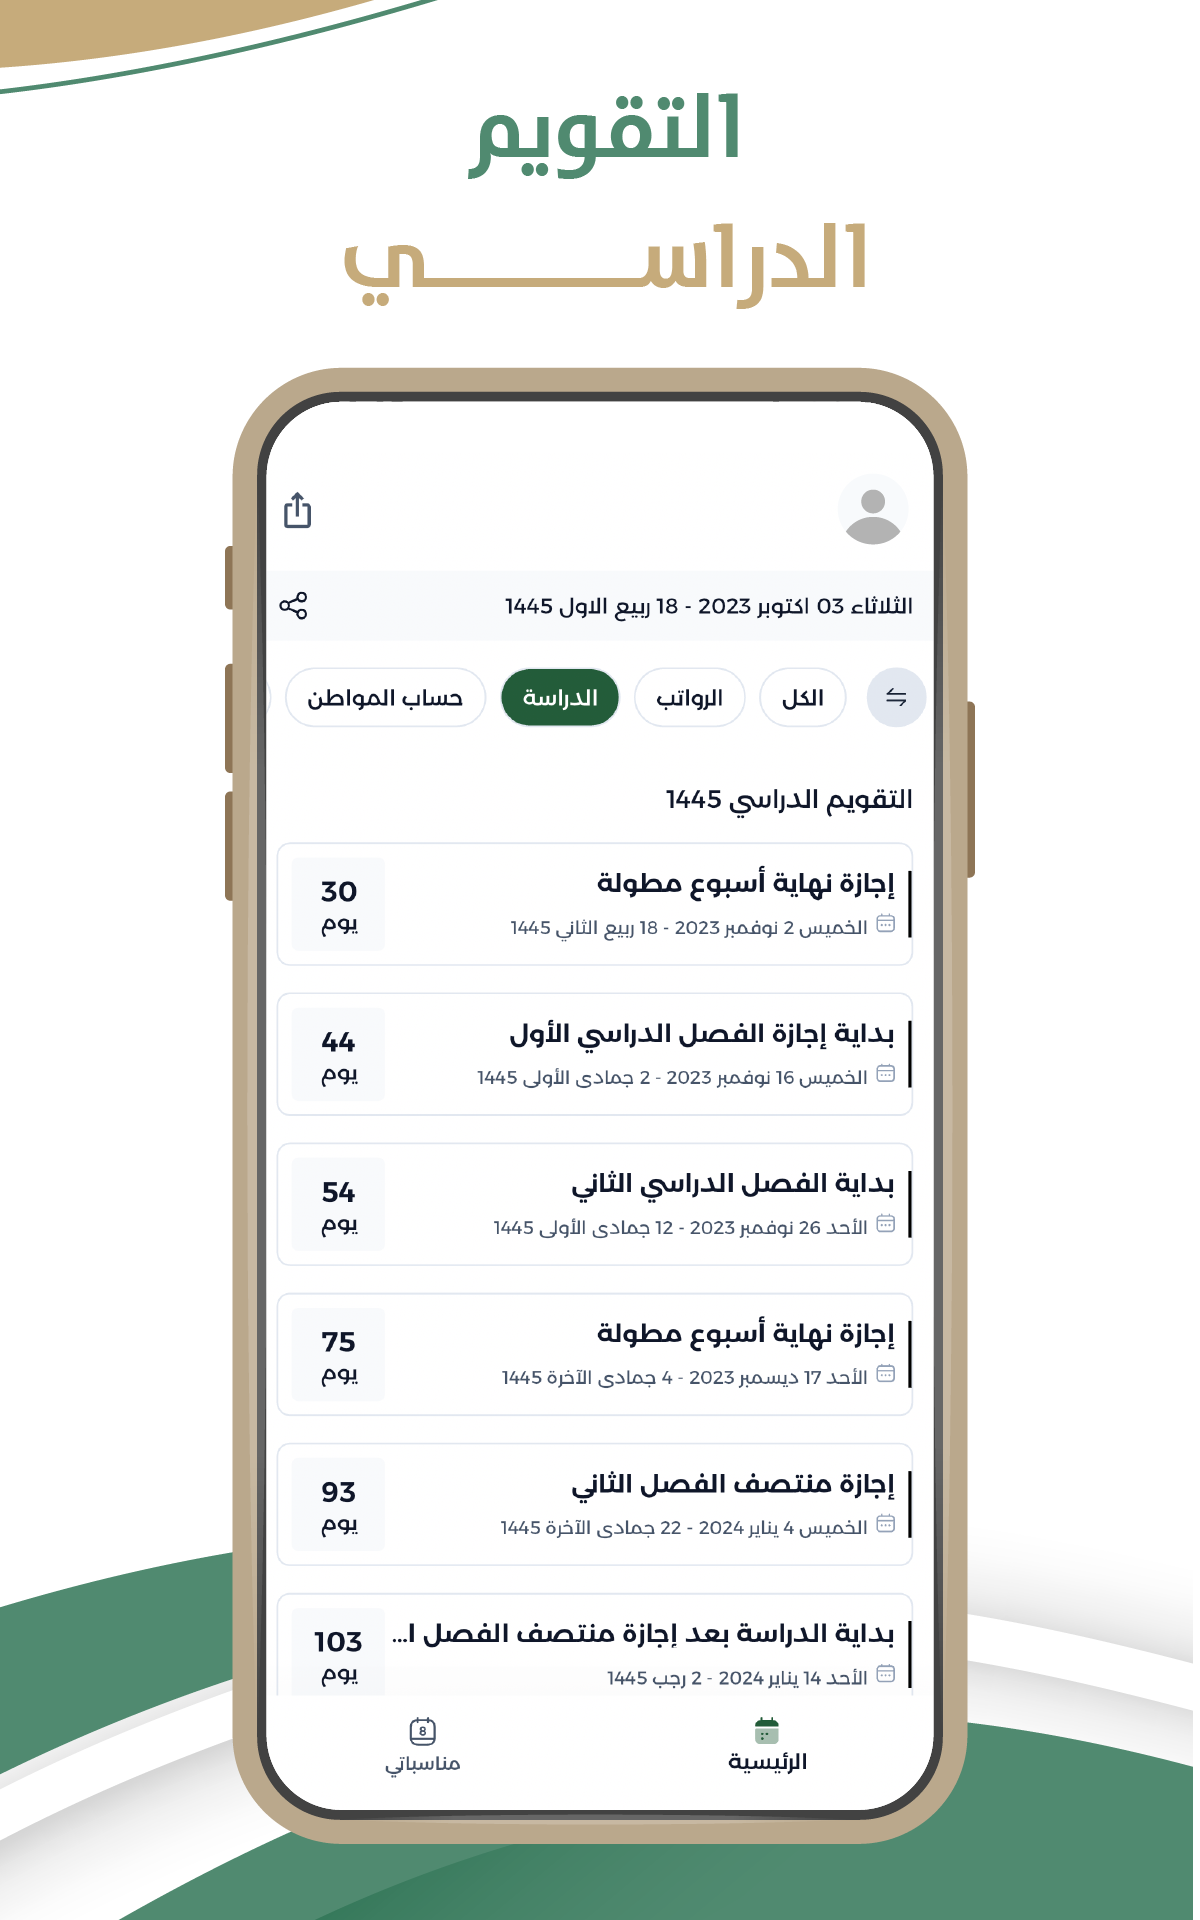 التقويم
الدراســـــــي
الثلاثاء 03 اكتوبر 2023 - 18 ربيع الاول 1445
الكل
الرواتب
الدراسة
حساب المواطن
التقويم الدراسي 1445
إجازة نهاية أسبوع مطولة
الخميس 2 نوفمبر 2023 - 18 ربيع الثاني 1445
30
يوم
بداية إجازة الفصل الدراسي الأول
الخميس 16 نوفمبر 2023 - 2 جمادى الأولى 1445
44
يوم
بداية الفصل الدراسي الثاني
الأحد 26 نوفمبر 2023 - 12 جمادى الأولى 1445
54
يوم
إجازة نهاية أسبوع مطولة
الأحد 17 ديسمبر 2023 - 4 جمادى الآخرة 1445
75
يوم
إجازة منتصف الفصل الثاني
الخميس 4 يناير 2024 - 22 جمادى الآخرة 1445
93
يوم
بداية الدراسة بعد إجازة منتصف الفصل ا...
الأحد 14 يناير 2024 - 2 رجب 1445
103
يوم
الرئيسية
8
مناسباتي